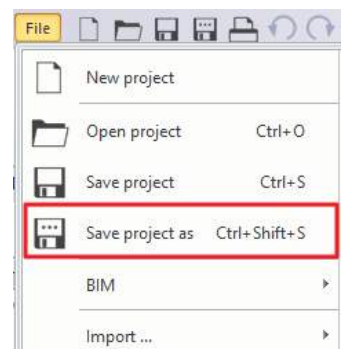 File
New project
Open project Ctrl+O
Save project Ctrl+S
Save project as Ctrl+Shift+S
BIM
Import ...